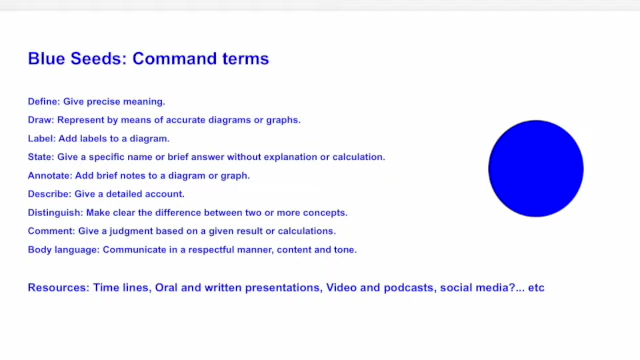 Blue Seeds: Command terms
Define: Give precise meaning.
Draw: Represent by means of accurate diagrams or graphs.
Label: Add labels to a diagram.
State: Give a specific name or brief answer without explanation or calculation.
Annotate: Add brief notes to a diagram or graph.
Describe: Give a detailed account.
Distinguish: Make clear the difference between two or more concepts.
Comment: Give a judgment based on a given result or calculations.
Body language: Communicate in a respectful manner, content and tone.
Resources: Time lines, Oral and written presentations, Video and podcasts, social media?... etc